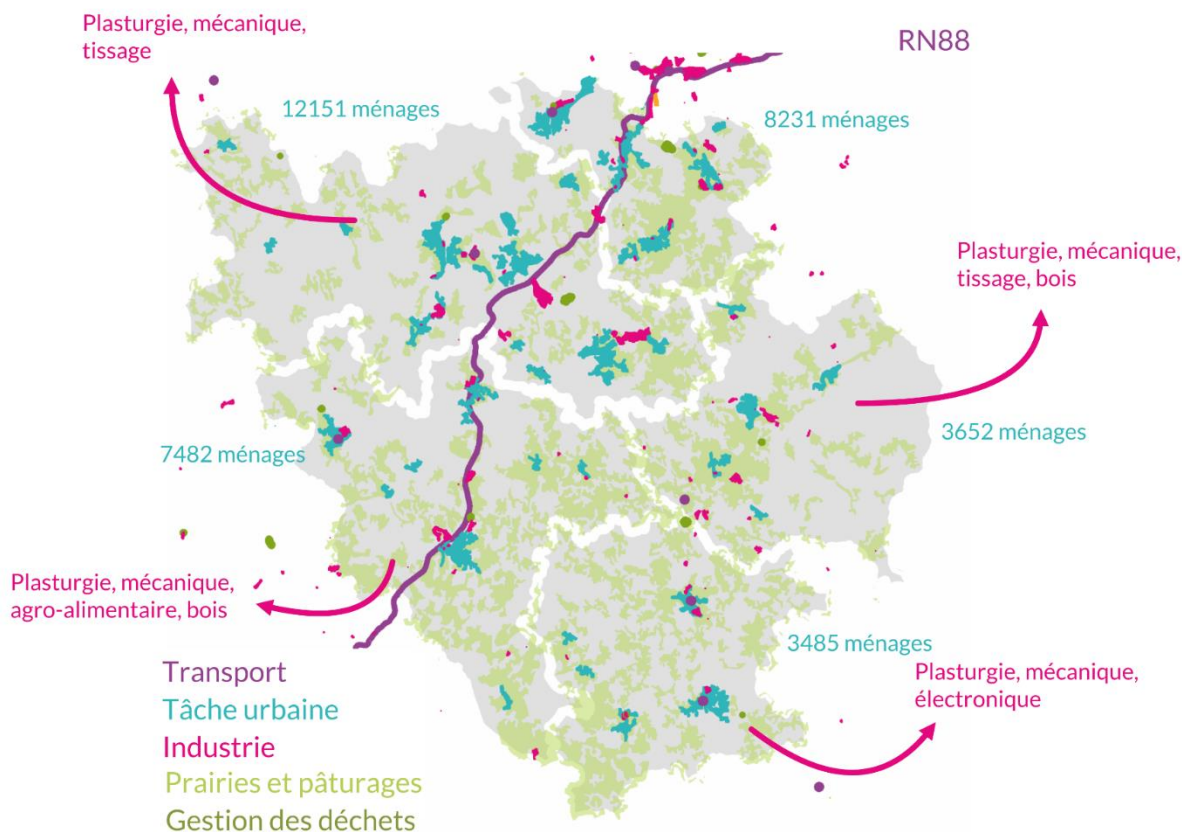 Plasturgie, mécanique,
tissage
RN88
12151 ménages
8231 ménages
Plasturgie, mécanique,
tissage, bois
3652 ménages
7482 ménages
Plasturgie, mécanique,
agro-alimentaire, bois
3485 ménages
Plasturgie, mécanique,
électronique
Transport
Tâche urbaine
Industrie
Prairies et pâturages
Gestion des déchets